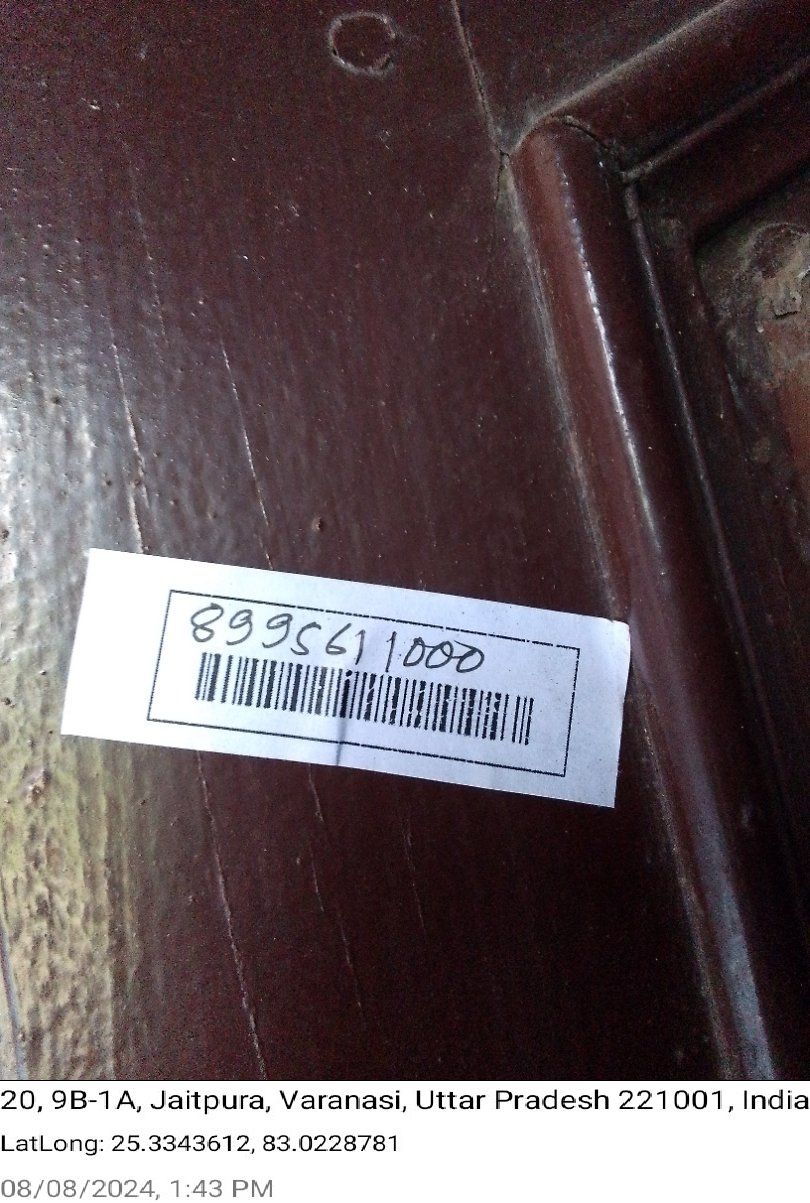 8995611000
20, 9B-1A, Jaitpura, Varanasi, Uttar Pradesh 221001, India
LatLong: 25.3343612, 83.0228781
08/08/2024, 1:43 PM